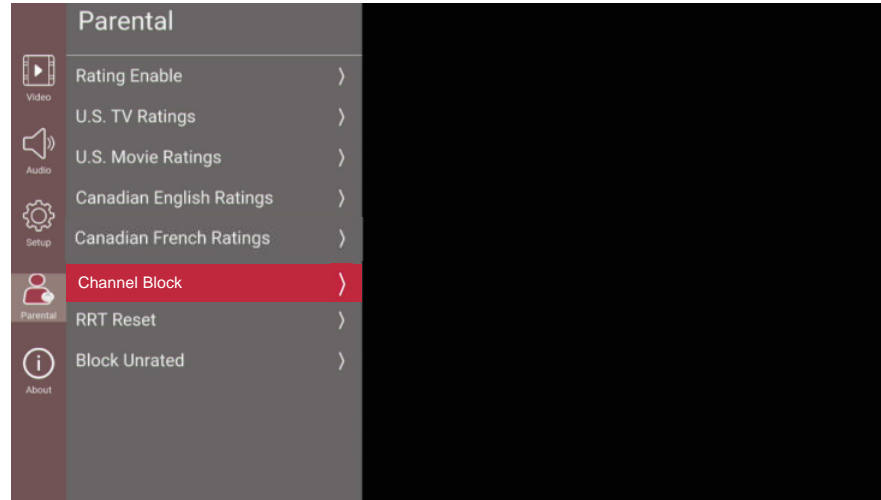 Parental
Video
Audio
Setup
Parental
About
Rating Enable
U.S. TV Ratings
U.S. Movie Ratings
Canadian English Ratings
Canadian French Ratings
Channel Block
RRT Reset
Block Unrated